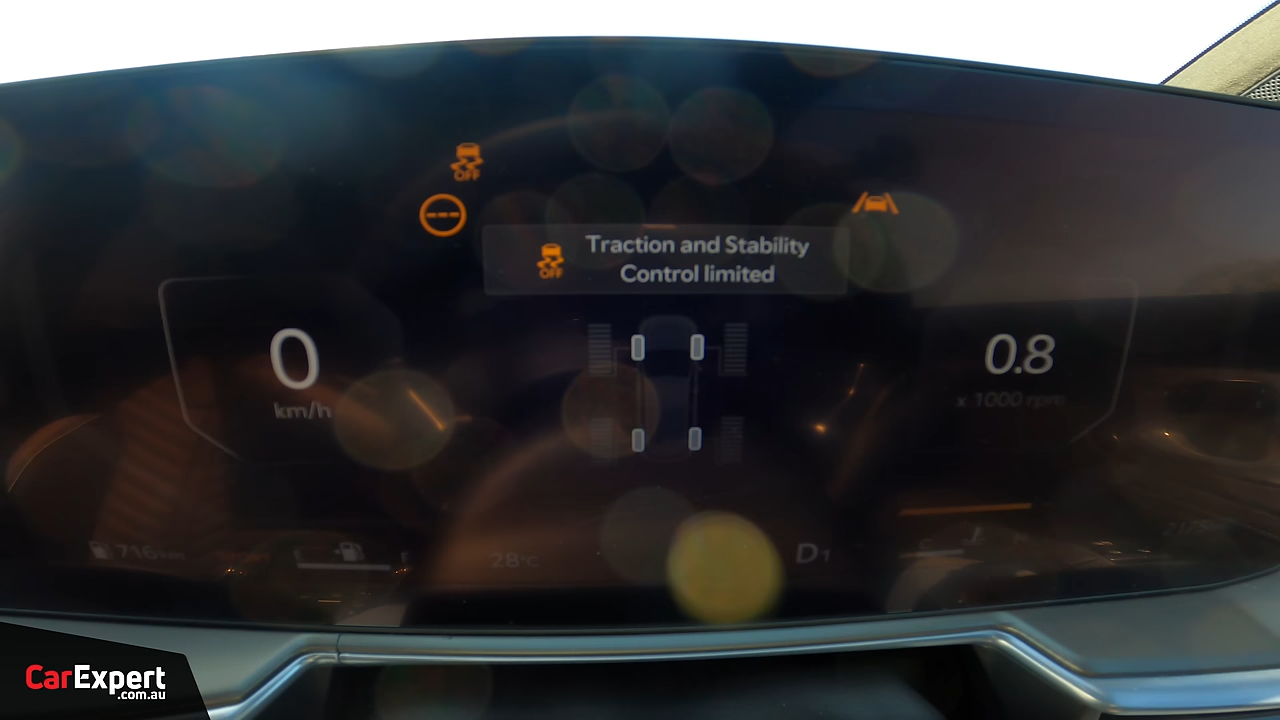 OFF
OFF
Traction and Stability
Control limited
0
km/h
0.8
x 1000 rpm
716 km
F
28°C
D1
CarExpert
.com.au